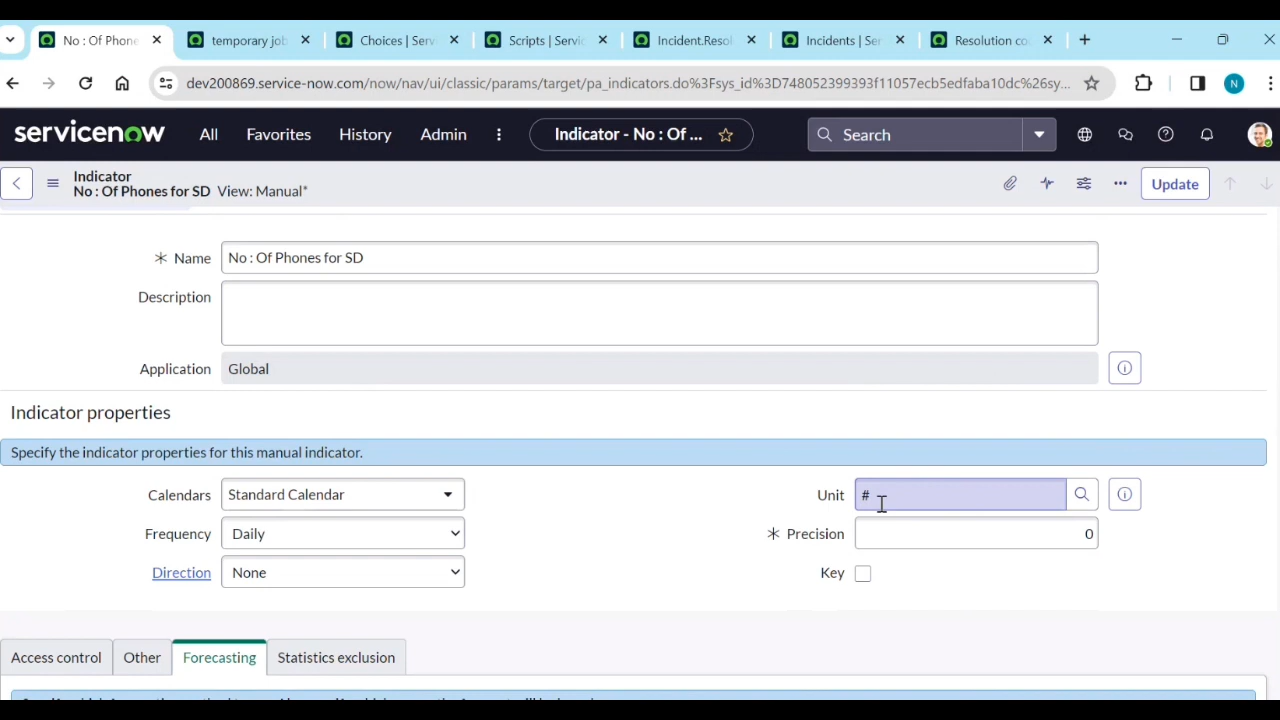 No : Of Phone
temporary job
Choices | Serv
Scripts | Servic
Incident.Resol
Incidents | Ser
Resolution co
dev200869.service-now.com/now/nav/ui/classic/params/target/pa_indicators.do%3Fsys_id%3D748052399393f11057ecb5edfaba10dc%26sy...
N
servicenow
All
Favorites
History
Admin
Indicator - No : Of ...
Search
Indicator
No : Of Phones for SD View: Manual*
Update
Name
No : Of Phones for SD
Description
Application
Global
Indicator properties
Specify the indicator properties for this manual indicator.
Calendars
Standard Calendar
Unit
#
Frequency
Daily
Precision
0
Direction
None
Key
Access control
Other
Forecasting
Statistics exclusion